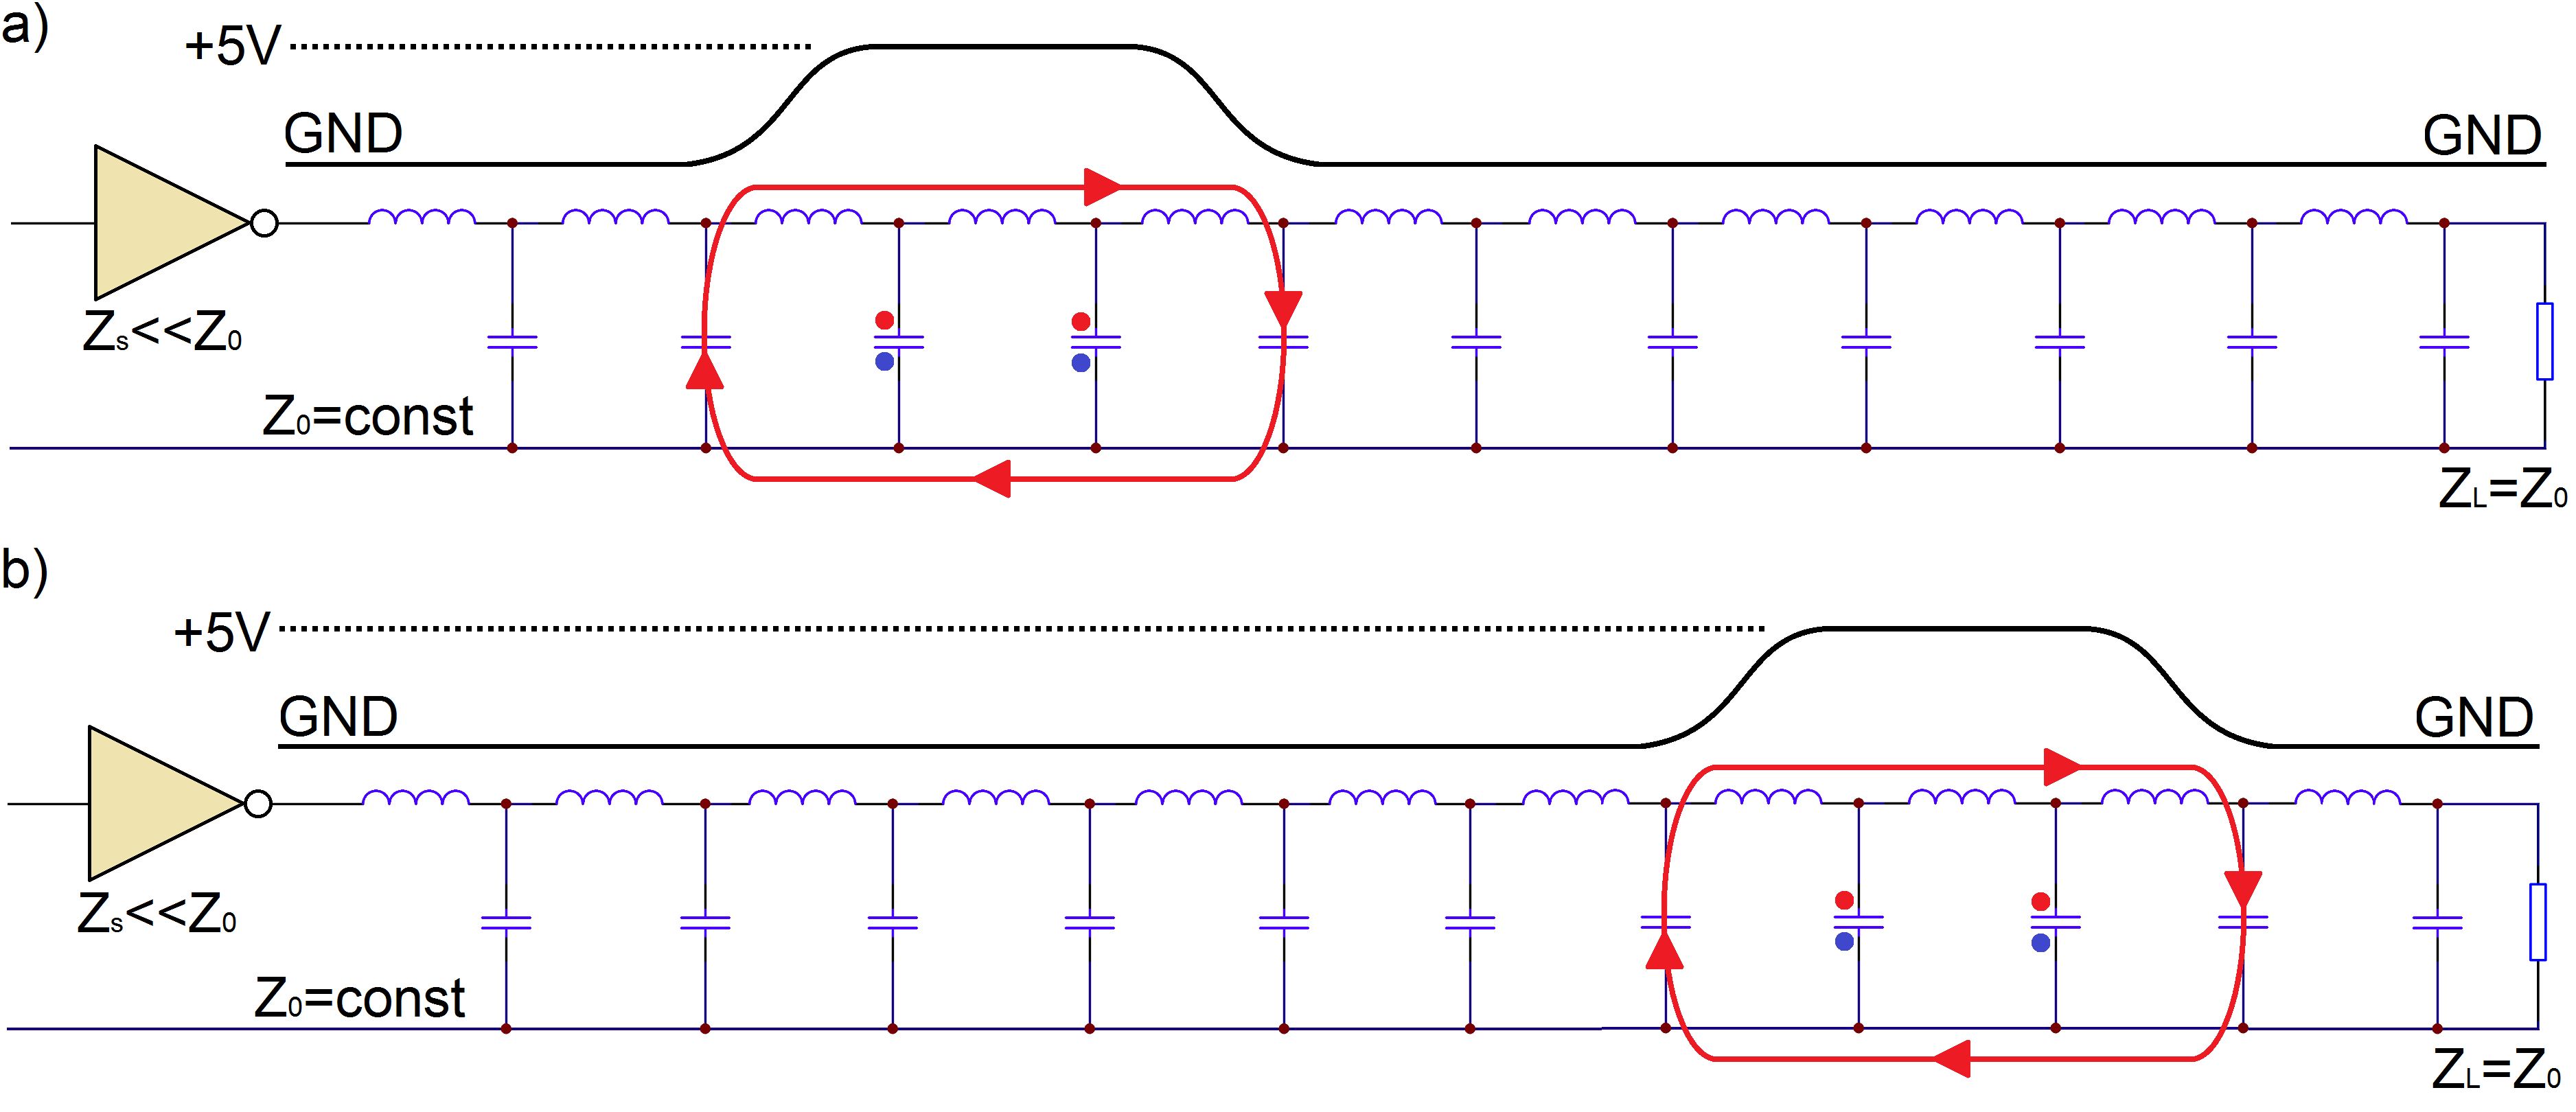 a)
+5V
GND
GND
Zs<<Z0
Z0=const
ZL=Z0
b)
+5V
GND
GND
Zs<<Z0
Z0=const
ZL=Z0